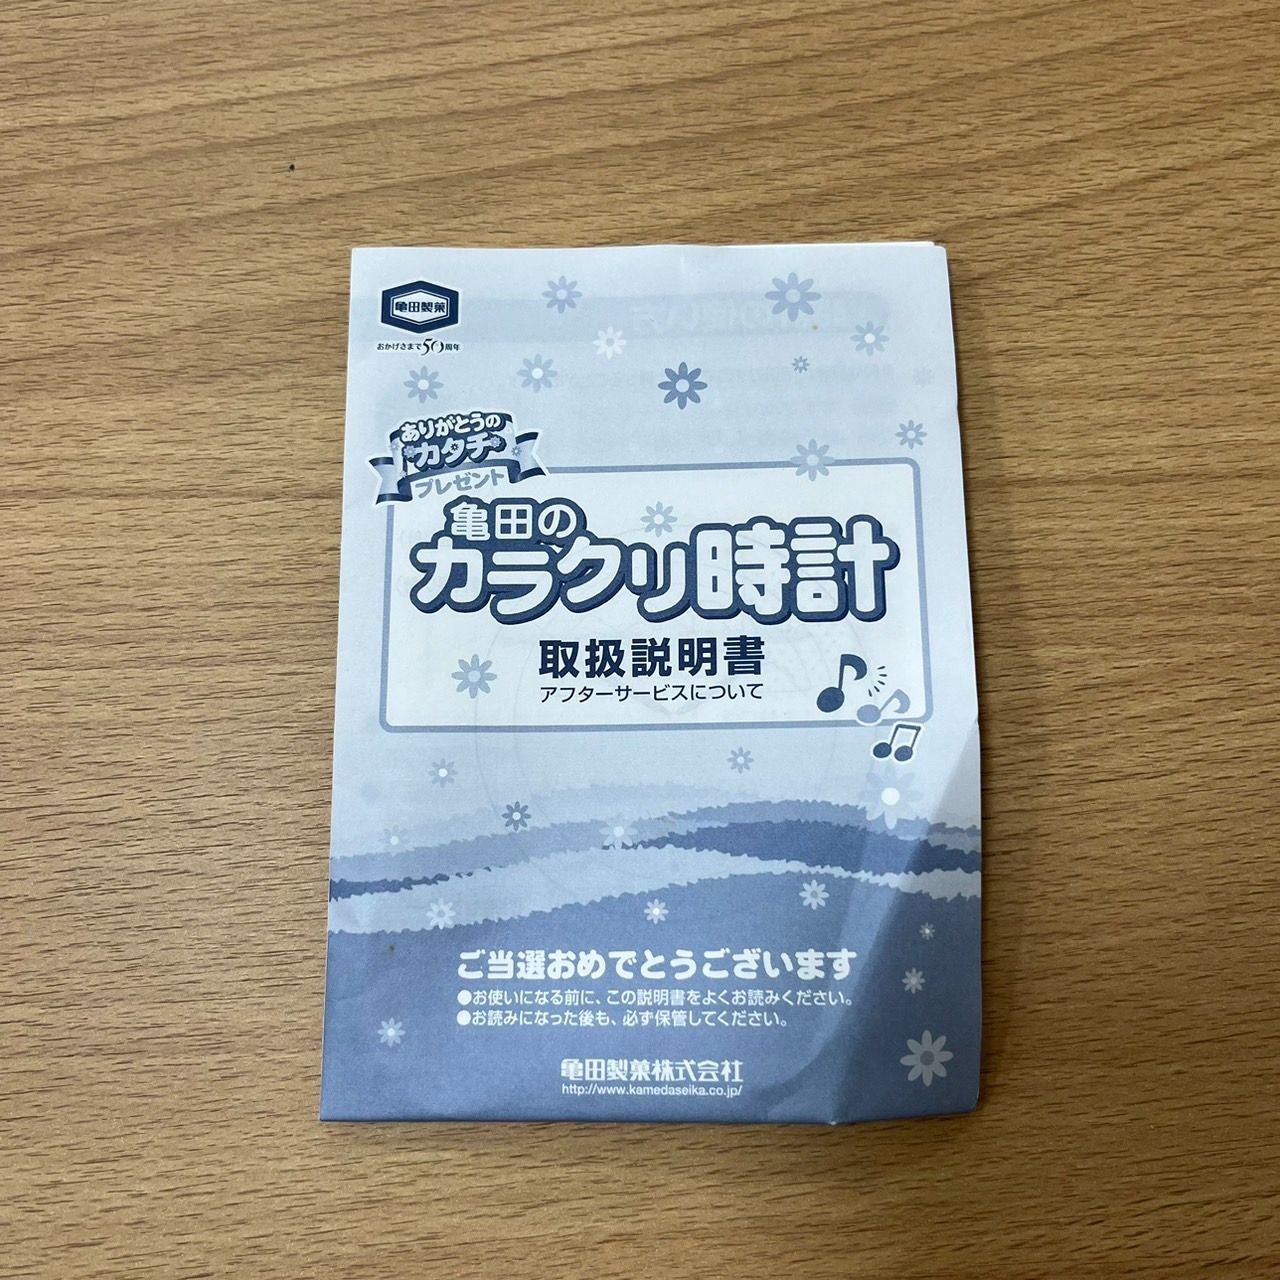 亀田製菓
おかげさまで50周年
ありがとうの
カタチ
プレゼント
亀田の
カラクリ時計
取扱説明書
アフターサービスについて
ご当選おめでとうございます
●お使いになる前に、この説明書をよくお読みください。
●お読みになった後も、必ず保管してください。
亀田製菓株式会社
http://www.kamedaseika.co.jp/